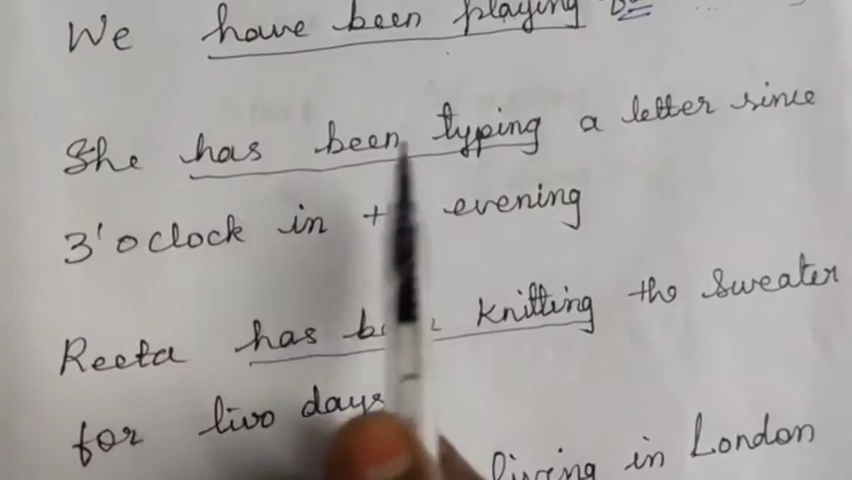 We have been playing
She has been typing a letter since
3'oclock in evening
Reeta has knitting the sweater
for two days
living in London